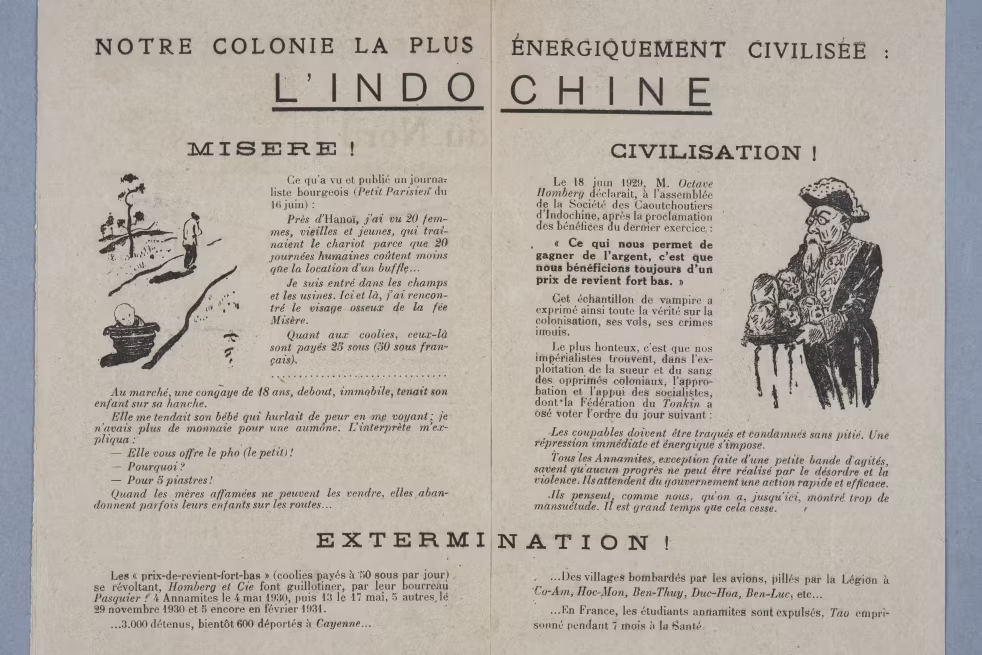 NOTRE COLONIE LA PLUS ÉNERGIQUEMENT CIVILISÉE :
L'INDOCHINE
MISERE !
Ce qu'a vu et publié un journa-
liste bourgeois (Petit Parisien du
16 juin) :
Près d'Hanoï, j'ai vu 20 fem-
mes, vieilles et jeunes, qui traî-
naient le chariot parce que 20
journées humaines coûtent moins
que la location d'un buffle...
Je suis entré dans les champs
et les usines. Ici et là, j'ai rencon-
tré le visage osseux de la fée
Misère.
Quant aux coolies, ceux-là
sont payés 25 sous (50 sous fran-
çais).
Au marché, une congaye de 18 ans, debout, immobile, tenait son
enfant sur sa hanche.
Elle me tendait son bébé qui hurlait de peur en me voyant ; je
n'avais plus de monnaie pour une aumône. L'interprète m'ex-
pliqua :
— Elle vous offre le pho (le petit) !
— Pourquoi ?
— Pour 5 piastres !
Quand les mères affamées ne peuvent les vendre, elles aban-
donnent parfois leurs enfants sur les routes...
CIVILISATION !
Le 18 juin 1929, M. Octave
Homberg déclarait, à l'assemblée
de la Société des Caoutchoutiers
d'Indochine, après la proclamation
des bénéfices du dernier exercice :
« Ce qui nous permet de
gagner de l'argent, c'est que
nous bénéficions toujours d'un
prix de revient fort bas. »
Cet échantillon de vampire a
exprimé ainsi toute la vérité sur la
colonisation, ses vols, ses crimes
inouis.
Le plus honteux, c'est que nos
impérialistes trouvent, dans l'ex-
ploitation de la sueur et du sang
des opprimés coloniaux, l'appro-
bation et l'appui des socialistes,
dont la Fédération du Tonkin a
osé voter l'ordre du jour suivant :
Les coupables doivent être traqués et condamnés sans pitié. Une
répression immédiate et énergique s'impose.
Tous les Annamites, exception faite d'une petite bande d'agités,
savent qu'aucun progrès ne peut être réalisé par le désordre et la
violence. Ils attendent du gouvernement une action rapide et efficace.
Ils pensent, comme nous, qu'on a, jusqu'ici, montré trop de
mansuétude. Il est grand temps que cela cesse.
EXTERMINATION !
Les « prix-de-revient-fort-bas » (coolies payés à 50 sous par jour)
se révoltant, Homberg et Cie font guillotiner, par leur bourreau
Pasquier ! 4 Annamites le 4 mai 1930, puis 13 le 17 mai, 5 autres le
29 novembre 1930 et 5 encore en février 1931.
...3.000 détenus, bientôt 600 déportés à Cayenne...
...Des villages bombardés par les avions, pillés par la Légion à
Co-Am, Hoc-Mon, Ben-Thuy, Duc-Hoa, Ben-Luc, etc...
...En France, les étudiants annamites sont expulsés, Tao empri-
sonné pendant 7 mois à la Santé